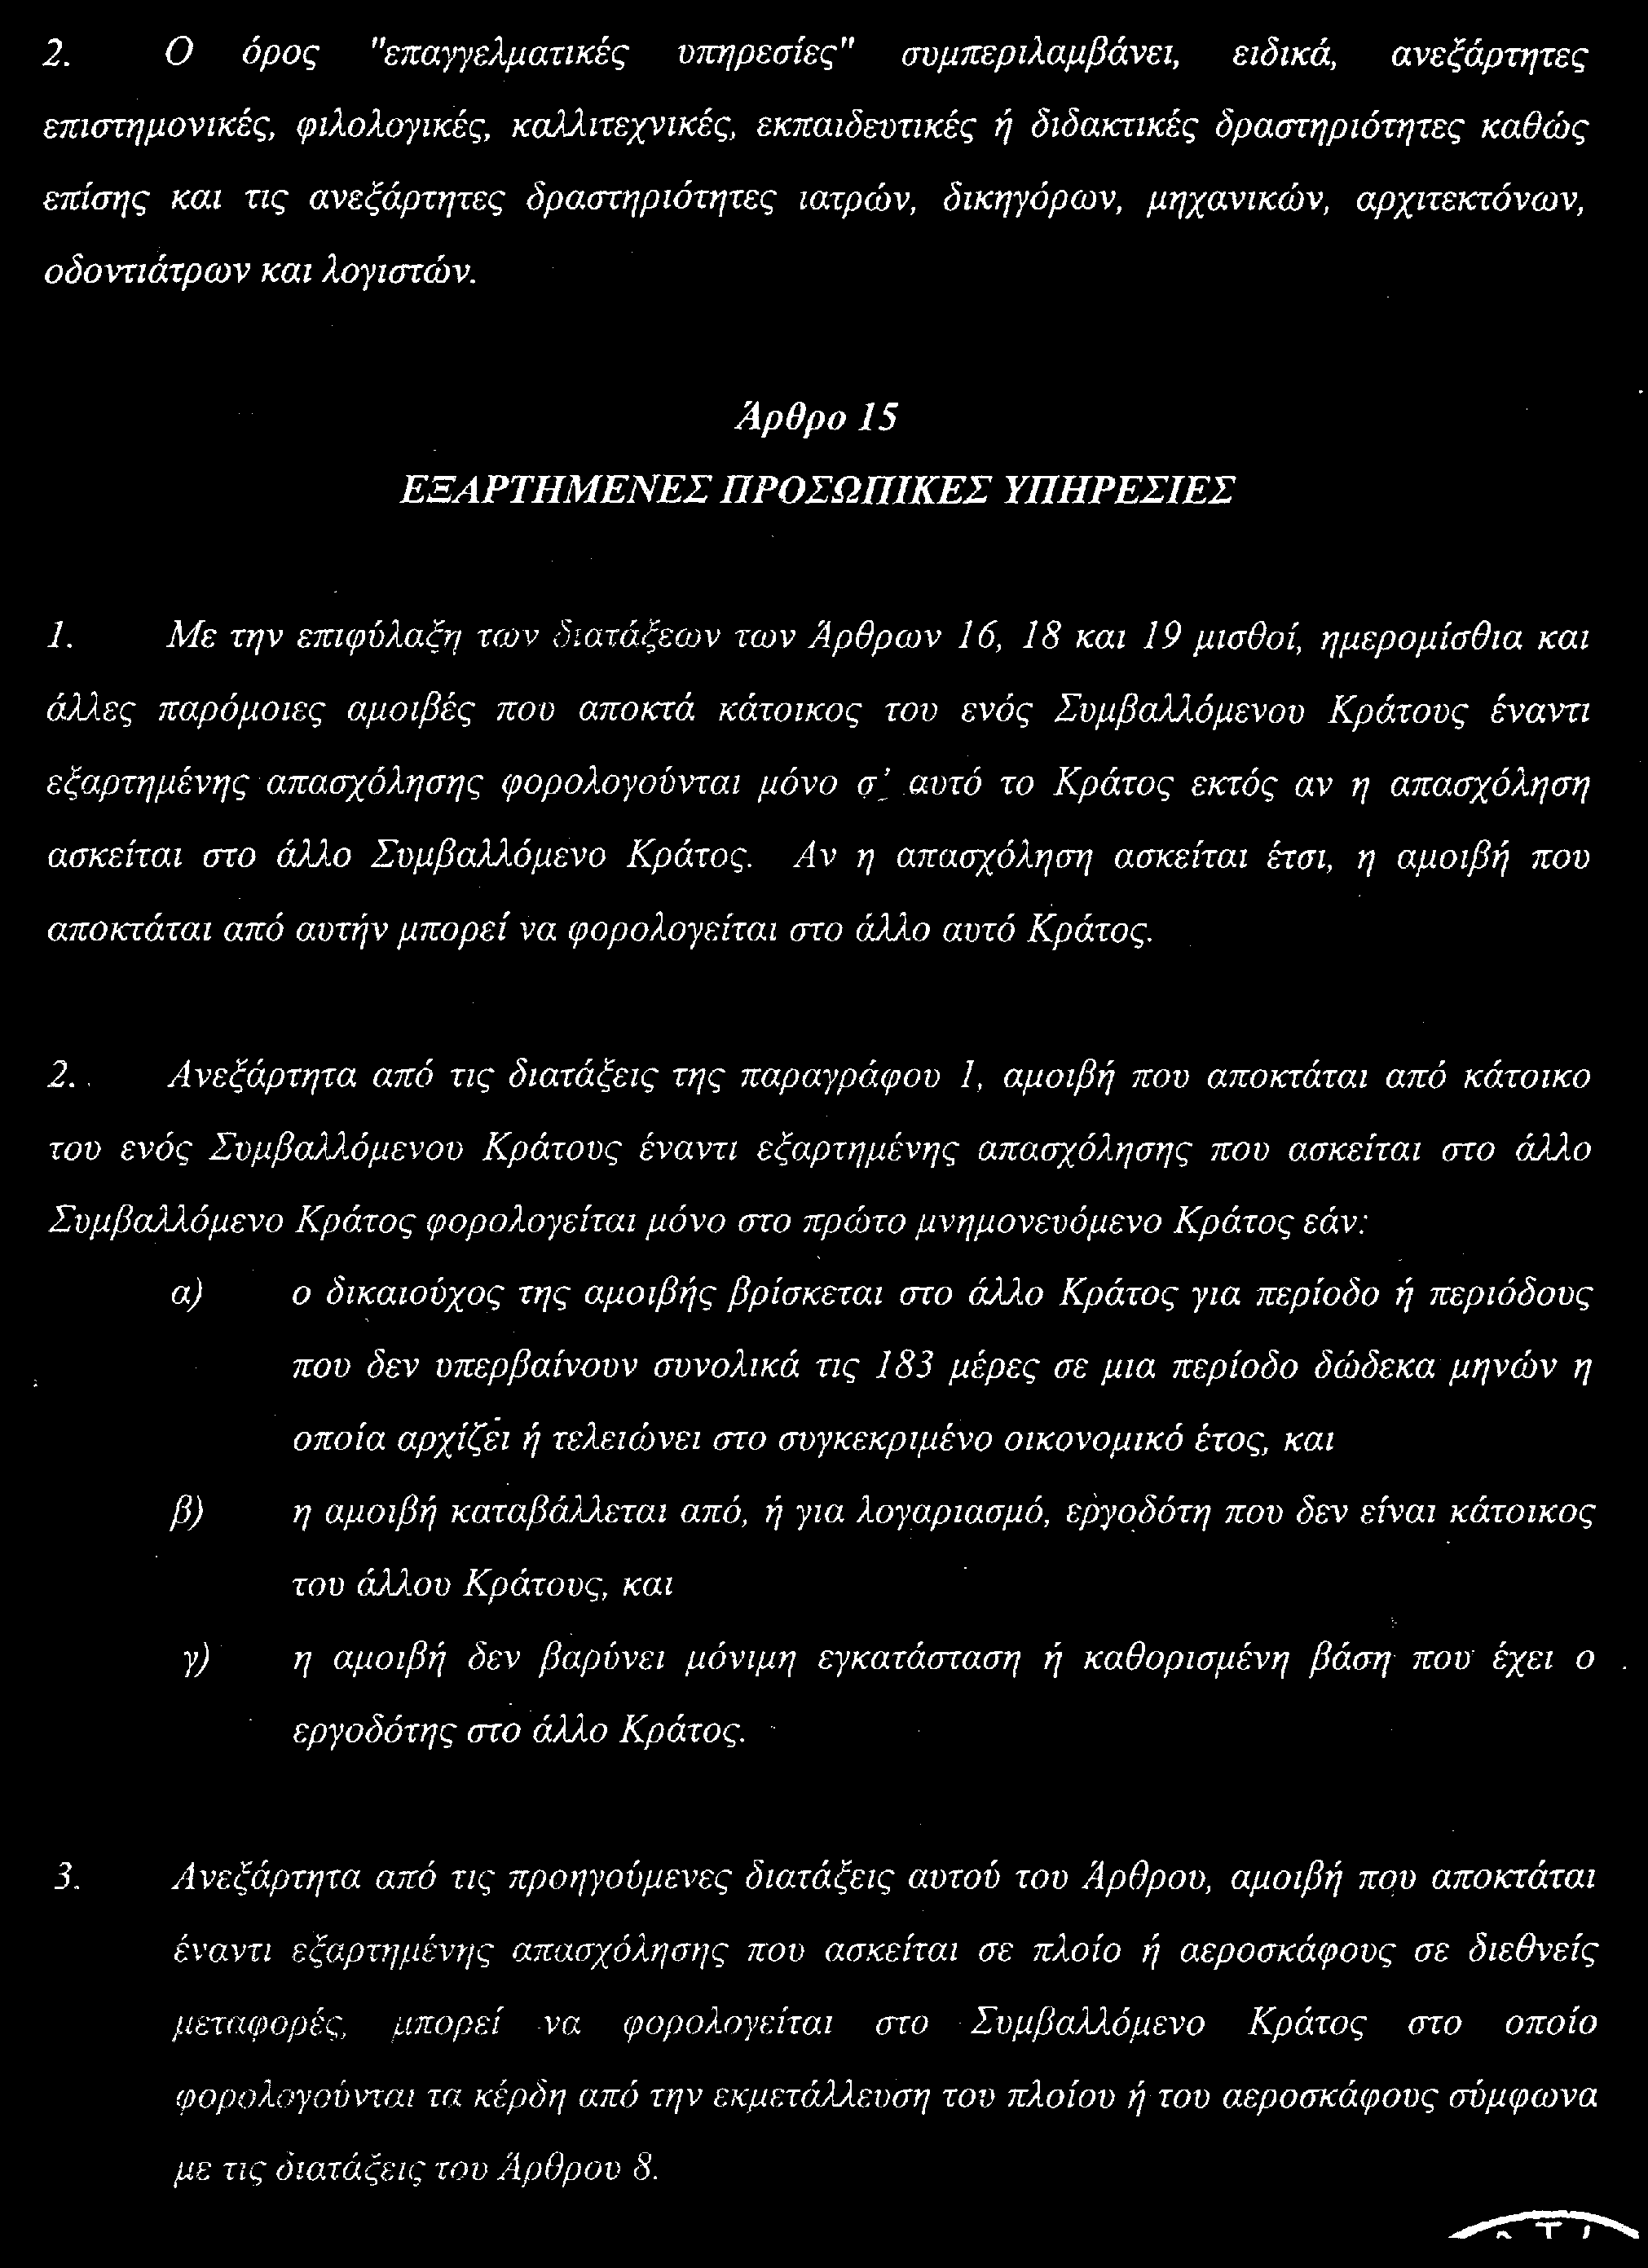 2. Ο όρος "επαγγελματικές υπηρεσίες" συμπεριλαμβάνει, ειδικά, ανεξάρτητες
επιστημονικές, φιλολογικές, καλλιτεχνικές, εκπαιδευτικές ή διδακτικές δραστηριότητες καθώς
επίσης και τις ανεξάρτητες δραστηριότητες ιατρών, δικηγόρων, μηχανικών, αρχιτεκτόνων,
οδοντιάτρων και λογιστών.
Άρθρο 15
ΕΞΑΡΤΗΜΕΝΕΣ ΠΡΟΣΩΠΙΚΕΣ ΥΠΗΡΕΣΙΕΣ
1. Με την επιφύλαξη των διατάξεων των Άρθρων 16, 18 και 19 μισθοί, ημερομίσθια και
άλλες παρόμοιες αμοιβές που αποκτά κάτοικος του ενός Συμβαλλόμενου Κράτους έναντι
εξαρτημένης απασχόλησης φορολογούνται μόνο σ' αυτό το Κράτος εκτός αν η απασχόληση
ασκείται στο άλλο Συμβαλλόμενο Κράτος. Αν η απασχόληση ασκείται έτσι, η αμοιβή που
αποκτάται από αυτήν μπορεί να φορολογείται στο άλλο αυτό Κράτος.
2. Ανεξάρτητα από τις διατάξεις της παραγράφου 1, αμοιβή που αποκτάται από κάτοικο
του ενός Συμβαλλόμενου Κράτους έναντι εξαρτημένης απασχόλησης που ασκείται στο άλλο
Συμβαλλόμενο Κράτος φορολογείται μόνο στο πρώτο μνημονευόμενο Κράτος εάν:
α) ο δικαιούχος της αμοιβής βρίσκεται στο άλλο Κράτος για περίοδο ή περιόδους
που δεν υπερβαίνουν συνολικά τις 183 μέρες σε μια περίοδο δώδεκα μηνών η
οποία αρχίζει ή τελειώνει στο συγκεκριμένο οικονομικό έτος, και
β) η αμοιβή καταβάλλεται από, ή για λογαριασμό, εργοδότη που δεν είναι κάτοικος
του άλλου Κράτους, και
γ) η αμοιβή δεν βαρύνει μόνιμη εγκατάσταση ή καθορισμένη βάση που έχει ο
εργοδότης στο άλλο Κράτος.
3. Ανεξάρτητα από τις προηγούμενες διατάξεις αυτού του Άρθρου, αμοιβή που αποκτάται
έναντι εξαρτημένης απασχόλησης που ασκείται σε πλοίο ή αεροσκάφους σε διεθνείς
μεταφορές, μπορεί να φορολογείται στο Συμβαλλόμενο Κράτος στο οποίο
φορολογούνται τα κέρδη από την εκμετάλλευση του πλοίου ή του αεροσκάφους σύμφωνα
με τις διατάξεις του Άρθρου 8.